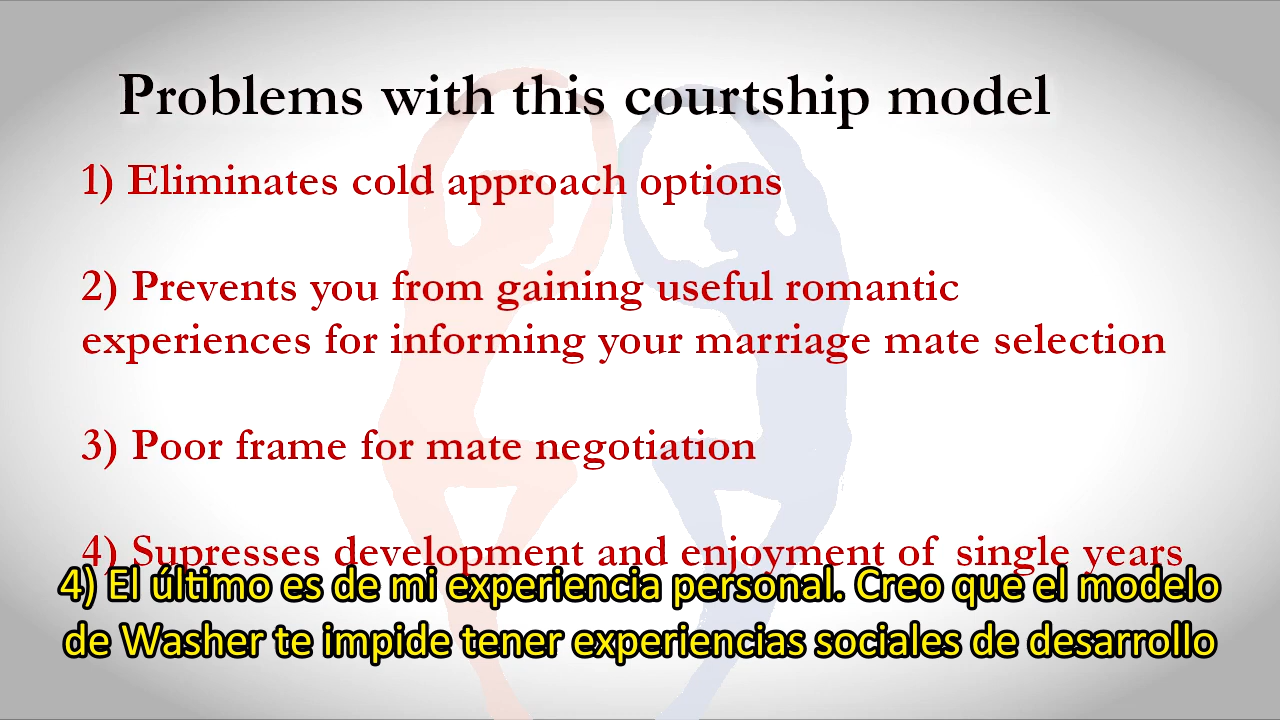 Problems with this courtship model
1) Eliminates cold approach options
2) Prevents you from gaining useful romantic
experiences for informing your marriage mate selection
3) Poor frame for mate negotiation
4) Supresses development and enjoyment of single years
4) El último es de mi experiencia personal. Creo que el modelo
de Washer te impide tener experiencias sociales de desarrollo